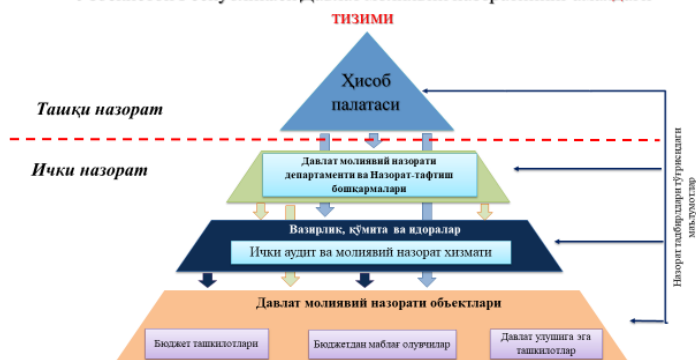 тизими
Ҳисоб
палатаси
Ташқи назорат
Ички назорат
Давлат молиявий назорати
департаменти ва Назорат-тафтиш
бошқармалари
Вазирлик, қўмита ва идоралар
Ички аудит ва молиявий назорат хизмати
Давлат молиявий назорати объектлари
Бюджет ташкилотлари
Бюджетдан маблағ олувчилар
Давлат улушига эга
ташкилотлар
Назорат тадбирлари тўғрисидаги
маълумотлар